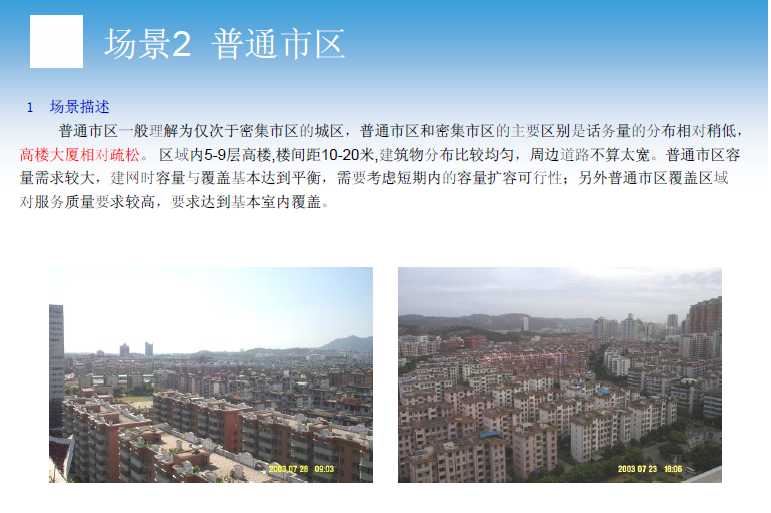 场景2 普通市区
1 场景描述
普通市区一般理解为仅次于密集市区的城区，普通市区和密集市区的主要区别是话务量的分布相对稍低，
高楼大厦相对疏松。 区域内5-9层高楼,楼间距10-20米,建筑物分布比较均匀，周边道路不算太宽。普通市区容
量需求较大，建网时容量与覆盖基本达到平衡，需要考虑短期内的容量扩容可行性；另外普通市区覆盖区域
对服务质量要求较高，要求达到基本室内覆盖。
2003 07 28 09:03
2003 07 23 18:06